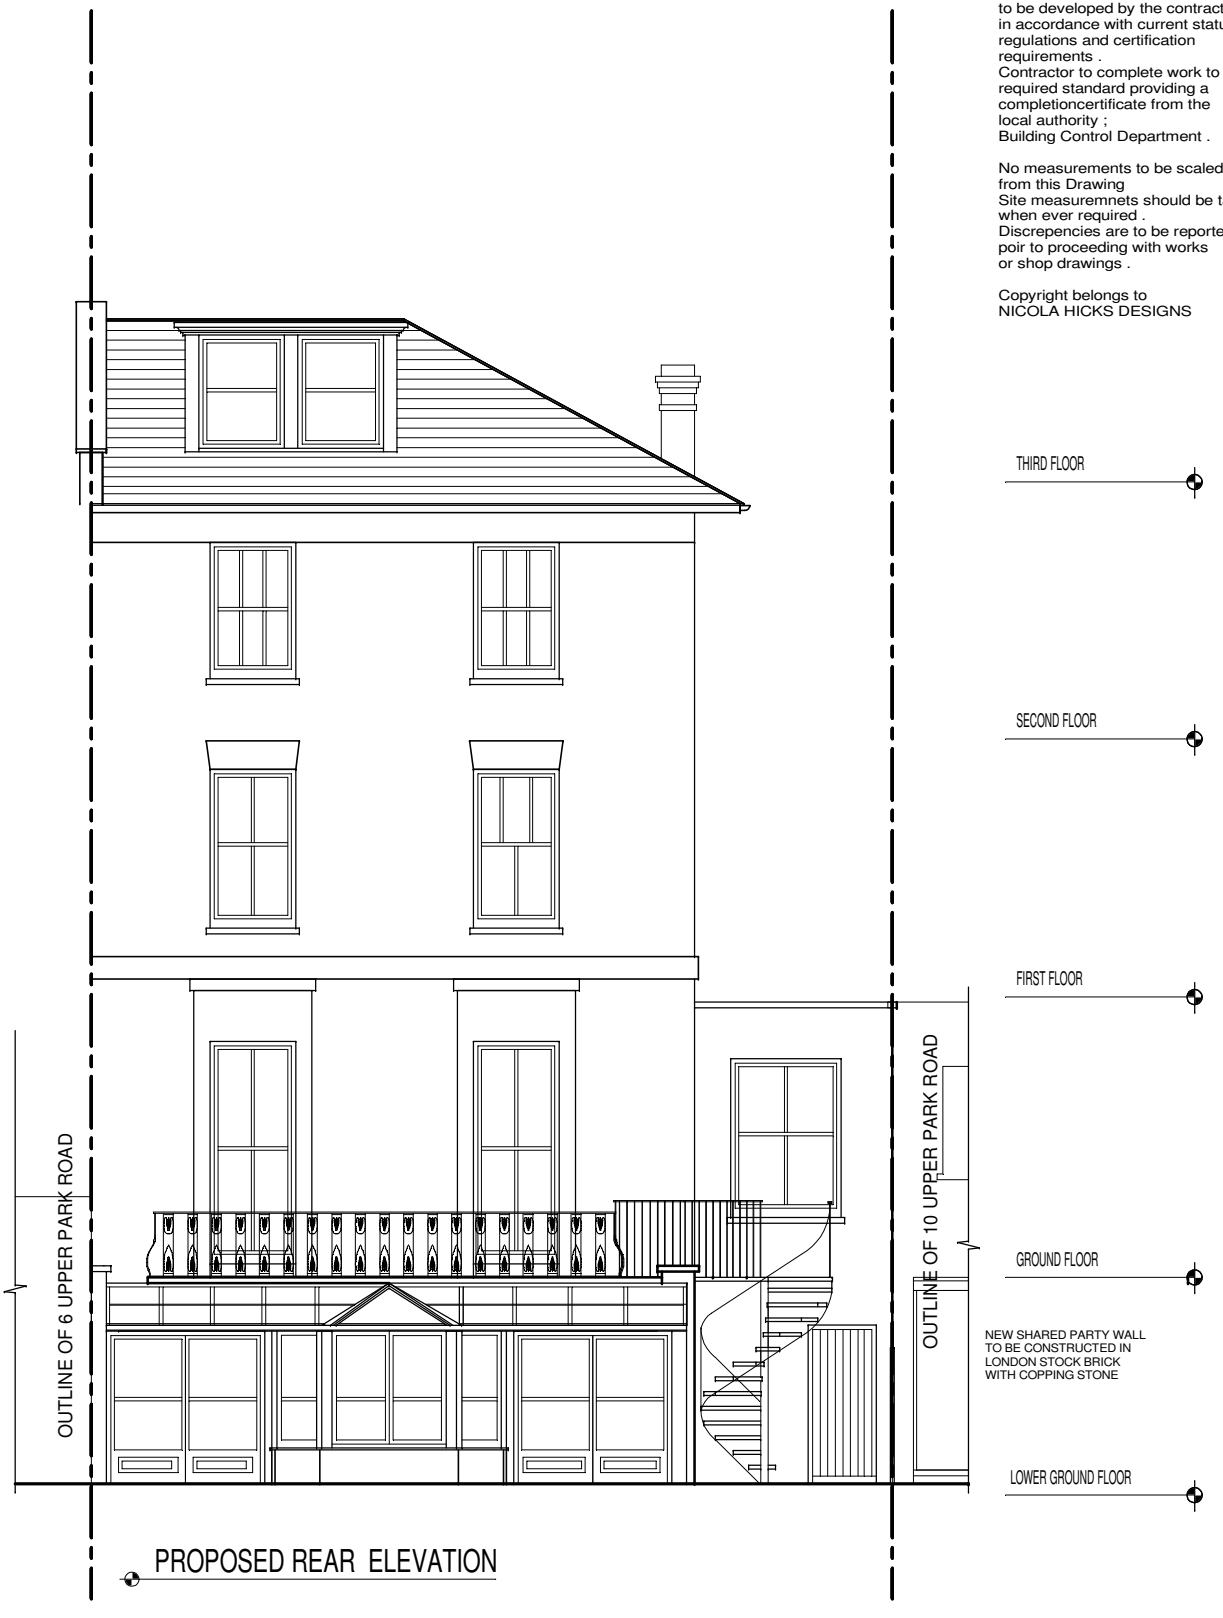 to be developed by the contract
in accordance with current statu
regulations and certification
requirements .
Contractor to complete work to
required standard providing a
completioncertificate from the
local authority ;
Building Control Department .
No measurements to be scaled
from this Drawing
Site measuremnets should be t
when ever required .
Discrepencies are to be reporte
poir to proceeding with works
or shop drawings .
Copyright belongs to
NICOLA HICKS DESIGNS
THIRD FLOOR
SECOND FLOOR
FIRST FLOOR
GROUND FLOOR
NEW SHARED PARTY WALL
TO BE CONSTRUCTED IN
LONDON STOCK BRICK
WITH COPPING STONE
LOWER GROUND FLOOR
OUTLINE OF 6 UPPER PARK ROAD
OUTLINE OF 10 UPPER PARK ROAD
PROPOSED REAR ELEVATION